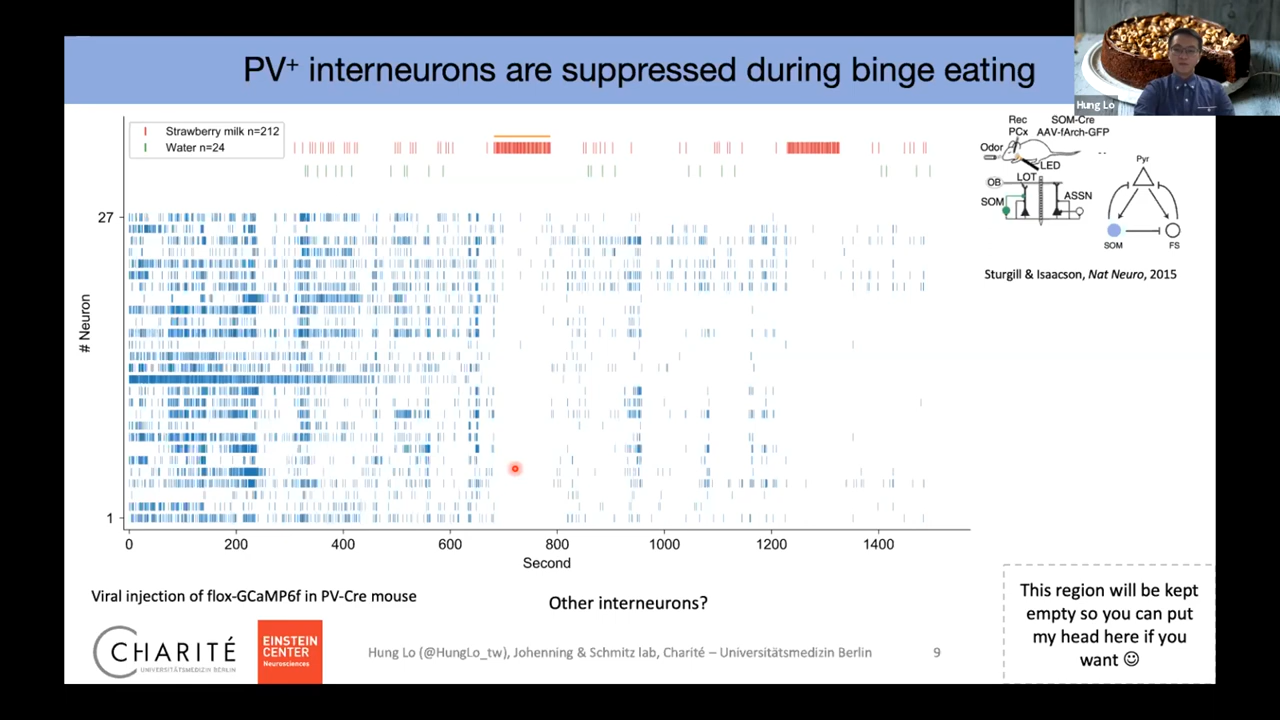 PV+ interneurons are suppressed during binge eating
Hung Lo
Strawberry milk n=212
Water n=24
27
1
# Neuron
0 200 400 600 800 1000 1200 1400
Second
Rec SOM-Cre
PCx AAV-fArch-GFP
Odor
LED
OB LOT
SOM ASSN
Pyr
SOM FS
Sturgill & Isaacson, Nat Neuro, 2015
Viral injection of flox-GCaMP6f in PV-Cre mouse
Other interneurons?
This region will be kept
empty so you can put
my head here if you
want ☺
CHARITÉ
UNIVERSITÄTSMEDIZIN BERLIN
EINSTEIN
CENTER
Neurosciences
Hung Lo (@HungLo_tw), Johenning & Schmitz lab, Charité – Universitätsmedizin Berlin 9